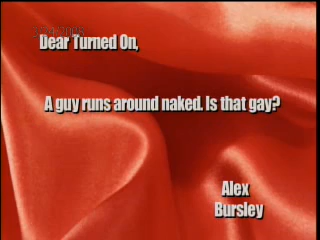 Dear Turned On,
A guy runs around naked. Is that gay?
Alex
Bursley